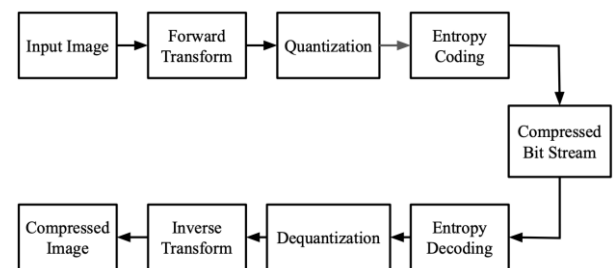 Input Image
Forward
Transform
Quantization
Entropy
Coding
Compressed
Bit Stream
Compressed
Image
Inverse
Transform
Dequantization
Entropy
Decoding